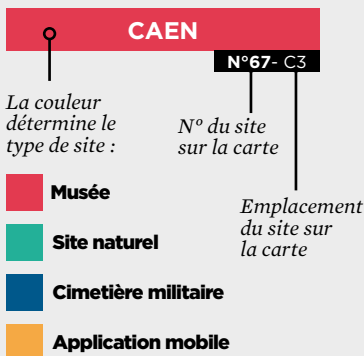 CAEN
N°67- C3
La couleur
détermine le
type de site :
N° du site
sur la carte
Emplacement
du site sur
la carte
Musée
Site naturel
Cimetière militaire
Application mobile